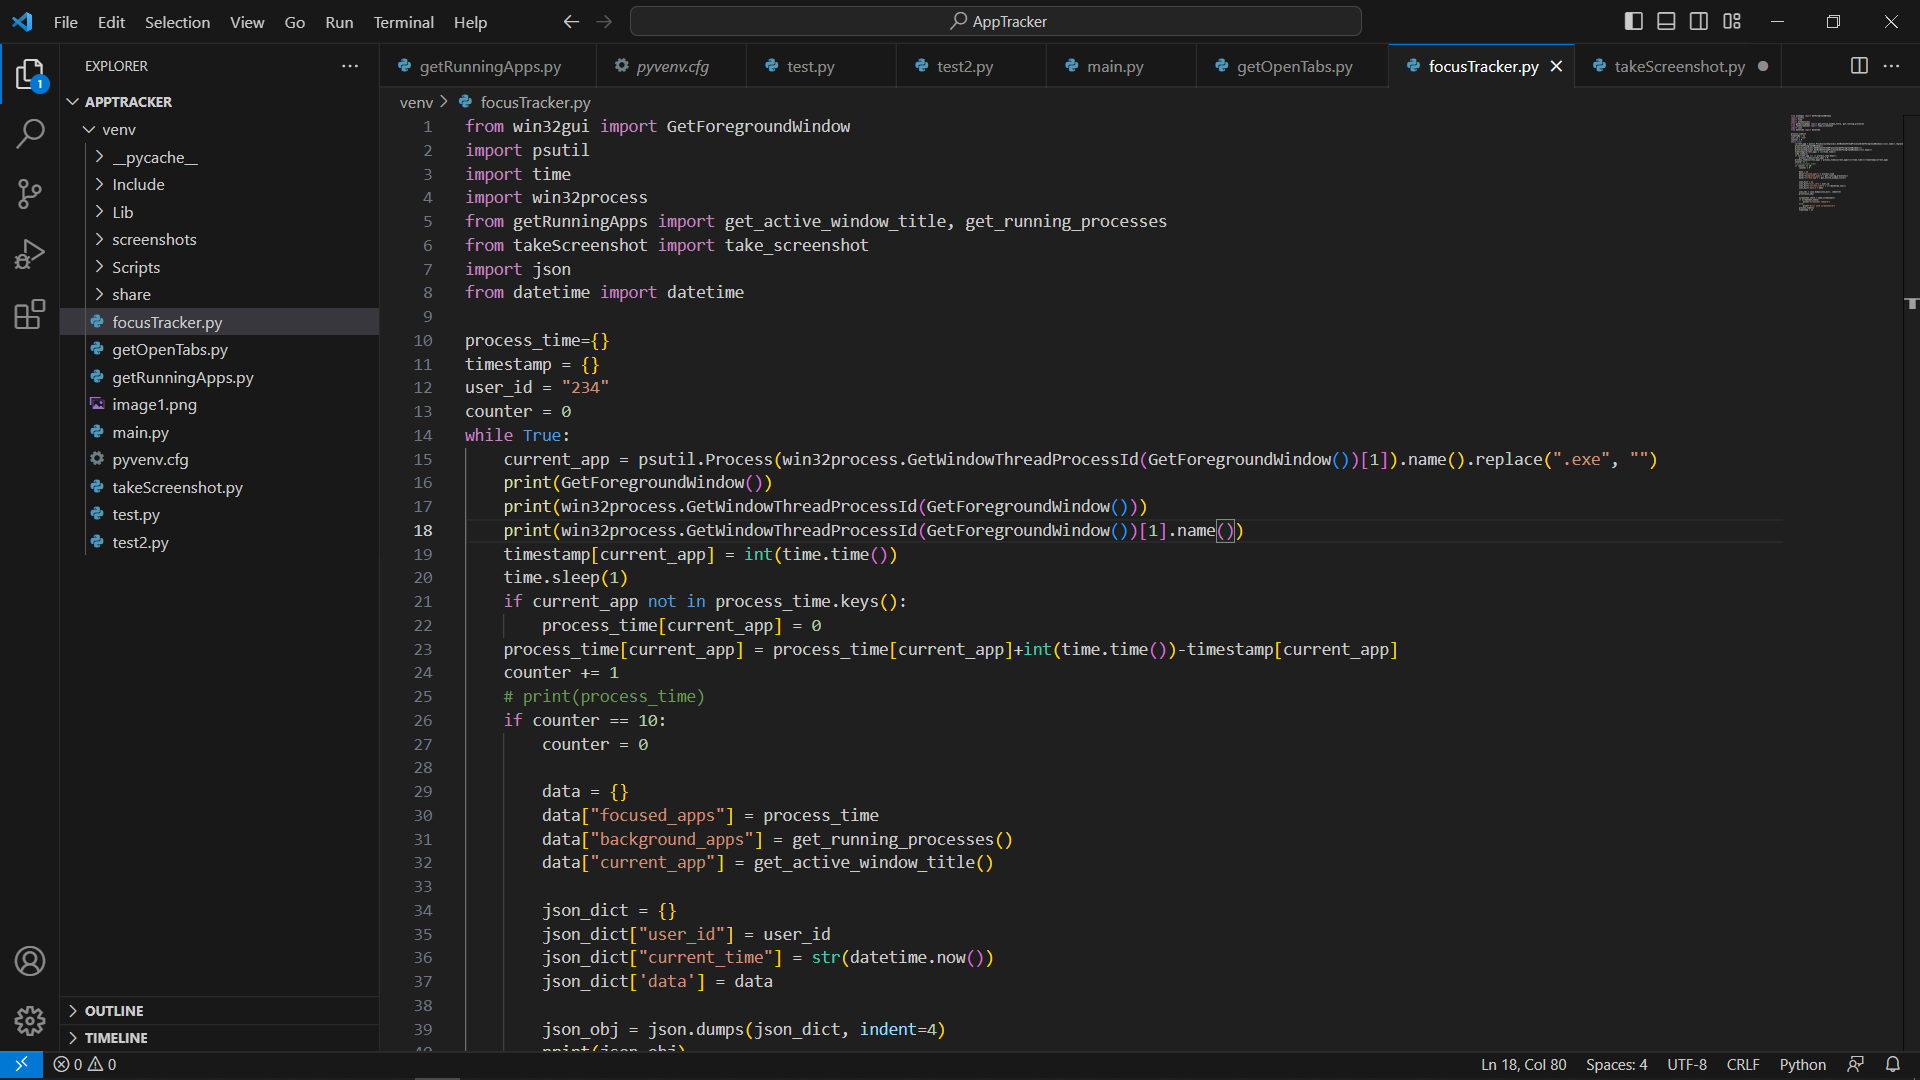 File Edit Selection View Go Run Terminal Help
AppTracker
EXPLORER
getRunningApps.py
pyvenv.cfg
test.py
test2.py
main.py
getOpenTabs.py
focusTracker.py
takeScreenshot.py
APPTRACKER
venv
__pycache__
Include
Lib
screenshots
Scripts
share
focusTracker.py
getOpenTabs.py
getRunningApps.py
image1.png
main.py
pyvenv.cfg
takeScreenshot.py
test.py
test2.py
OUTLINE
TIMELINE
venv > focusTracker.py
1 from win32gui import GetForegroundWindow
2 import psutil
3 import time
4 import win32process
5 from getRunningApps import get_active_window_title, get_running_processes
6 from takeScreenshot import take_screenshot
7 import json
8 from datetime import datetime
9
10 process_time={}
11 timestamp = {}
12 user_id = "234"
13 counter = 0
14 while True:
15 current_app = psutil.Process(win32process.GetWindowThreadProcessId(GetForegroundWindow())[1]).name().replace(".exe", "")
16 print(GetForegroundWindow())
17 print(win32process.GetWindowThreadProcessId(GetForegroundWindow()))
18 print(win32process.GetWindowThreadProcessId(GetForegroundWindow())[1].name())
19 timestamp[current_app] = int(time.time())
20 time.sleep(1)
21 if current_app not in process_time.keys():
22 process_time[current_app] = 0
23 process_time[current_app] = process_time[current_app]+int(time.time())-timestamp[current_app]
24 counter += 1
25 # print(process_time)
26 if counter == 10:
27 counter = 0
28
29 data = {}
30 data["focused_apps"] = process_time
31 data["background_apps"] = get_running_processes()
32 data["current_app"] = get_active_window_title()
33
34 json_dict = {}
35 json_dict["user_id"] = user_id
36 json_dict["current_time"] = str(datetime.now())
37 json_dict['data'] = data
38
39 json_obj = json.dumps(json_dict, indent=4)
40 print(json_obj)
1
0 0
Ln 18, Col 80
Spaces: 4
UTF-8
CRLF
Python